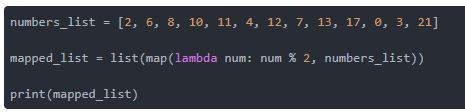 numbers_list = [2, 6, 8, 10, 11, 4, 12, 7, 13, 17, 0, 3, 21]
mapped_list = list(map(lambda num: num % 2, numbers_list))
print(mapped_list)